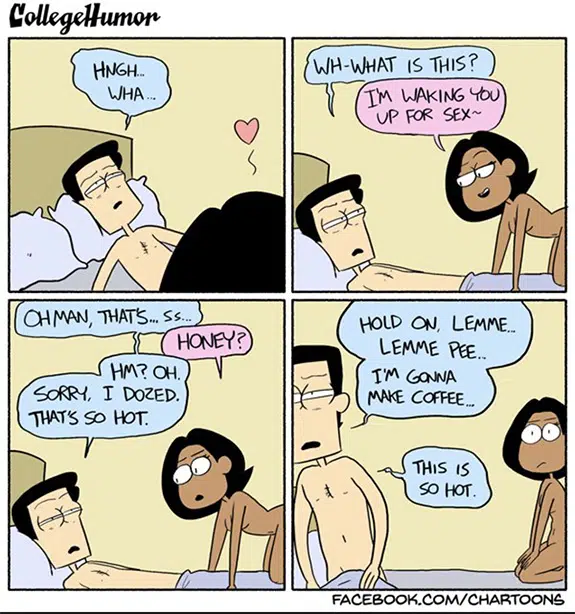 CollegeHumor
HNGH...
WHA...
WH-WHAT IS THIS?
I'M WAKING YOU
UP FOR SEX~
OH MAN, THAT'S... SS...
HONEY?
HM? OH.
SORRY, I DOZED.
THAT'S SO HOT.
HOLD ON, LEMME...
LEMME PEE...
I'M GONNA
MAKE COFFEE...
THIS IS
SO HOT.
FACEBOOK.COM/CHARTOONS